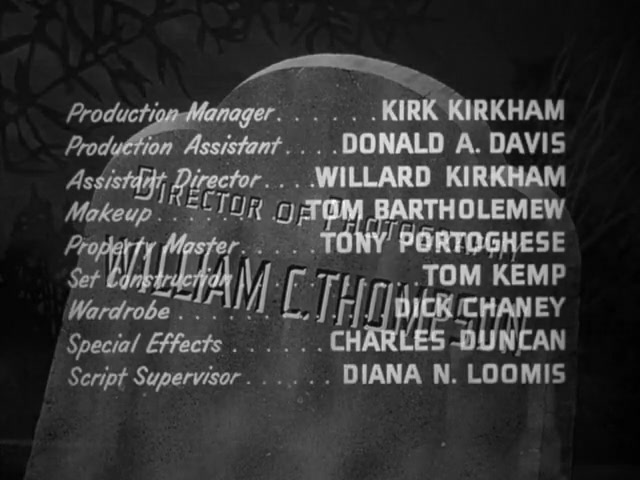 Production Manager....... KIRK KIRKHAM
Production Assistant.... DONALD A. DAVIS
Assistant Director.....WILLARD KIRKHAM
Makeup............ TOM BARTHOLEMEW
Property Master...... TONY PORTOGHESE
Set Construction............ TOM KEMP
Wardrobe............... DICK CHANEY
Special Effects....... CHARLES DUNCAN
Script Supervisor....... DIANA N. LOOMIS
DIRECTOR OF PHOTOGRAPHY
WILLIAM C. THOMPSON